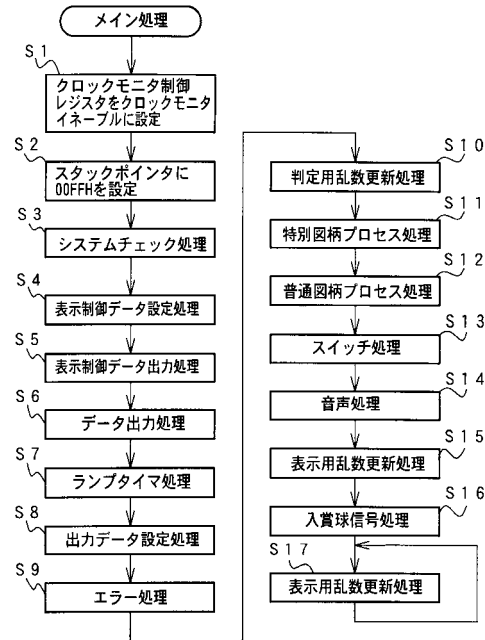 メイン処理
S1
クロックモニタ制御
レジスタをクロックモニタ
イネーブルに設定
S2
スタックポインタに
00FFHを設定
S3
システムチェック処理
S4
表示制御データ設定処理
S5
表示制御データ出力処理
S6
データ出力処理
S7
ランプタイマ処理
S8
出力データ設定処理
S9
エラー処理
S10
判定用乱数更新処理
S11
特別図柄プロセス処理
S12
普通図柄プロセス処理
S13
スイッチ処理
S14
音声処理
S15
表示用乱数更新処理
S16
入賞球信号処理
S17
表示用乱数更新処理